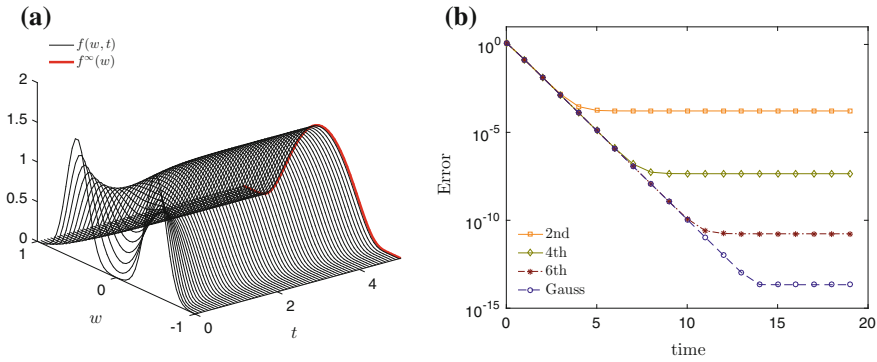 (a)
f(w, t)
f^∞(w)
2
1.5
1
0.5
0
1
0
-1
w
0
2
4
t
(b)
10^0
10^-5
10^-10
10^-15
Error
2nd
4th
6th
Gauss
0
5
10
15
20
time